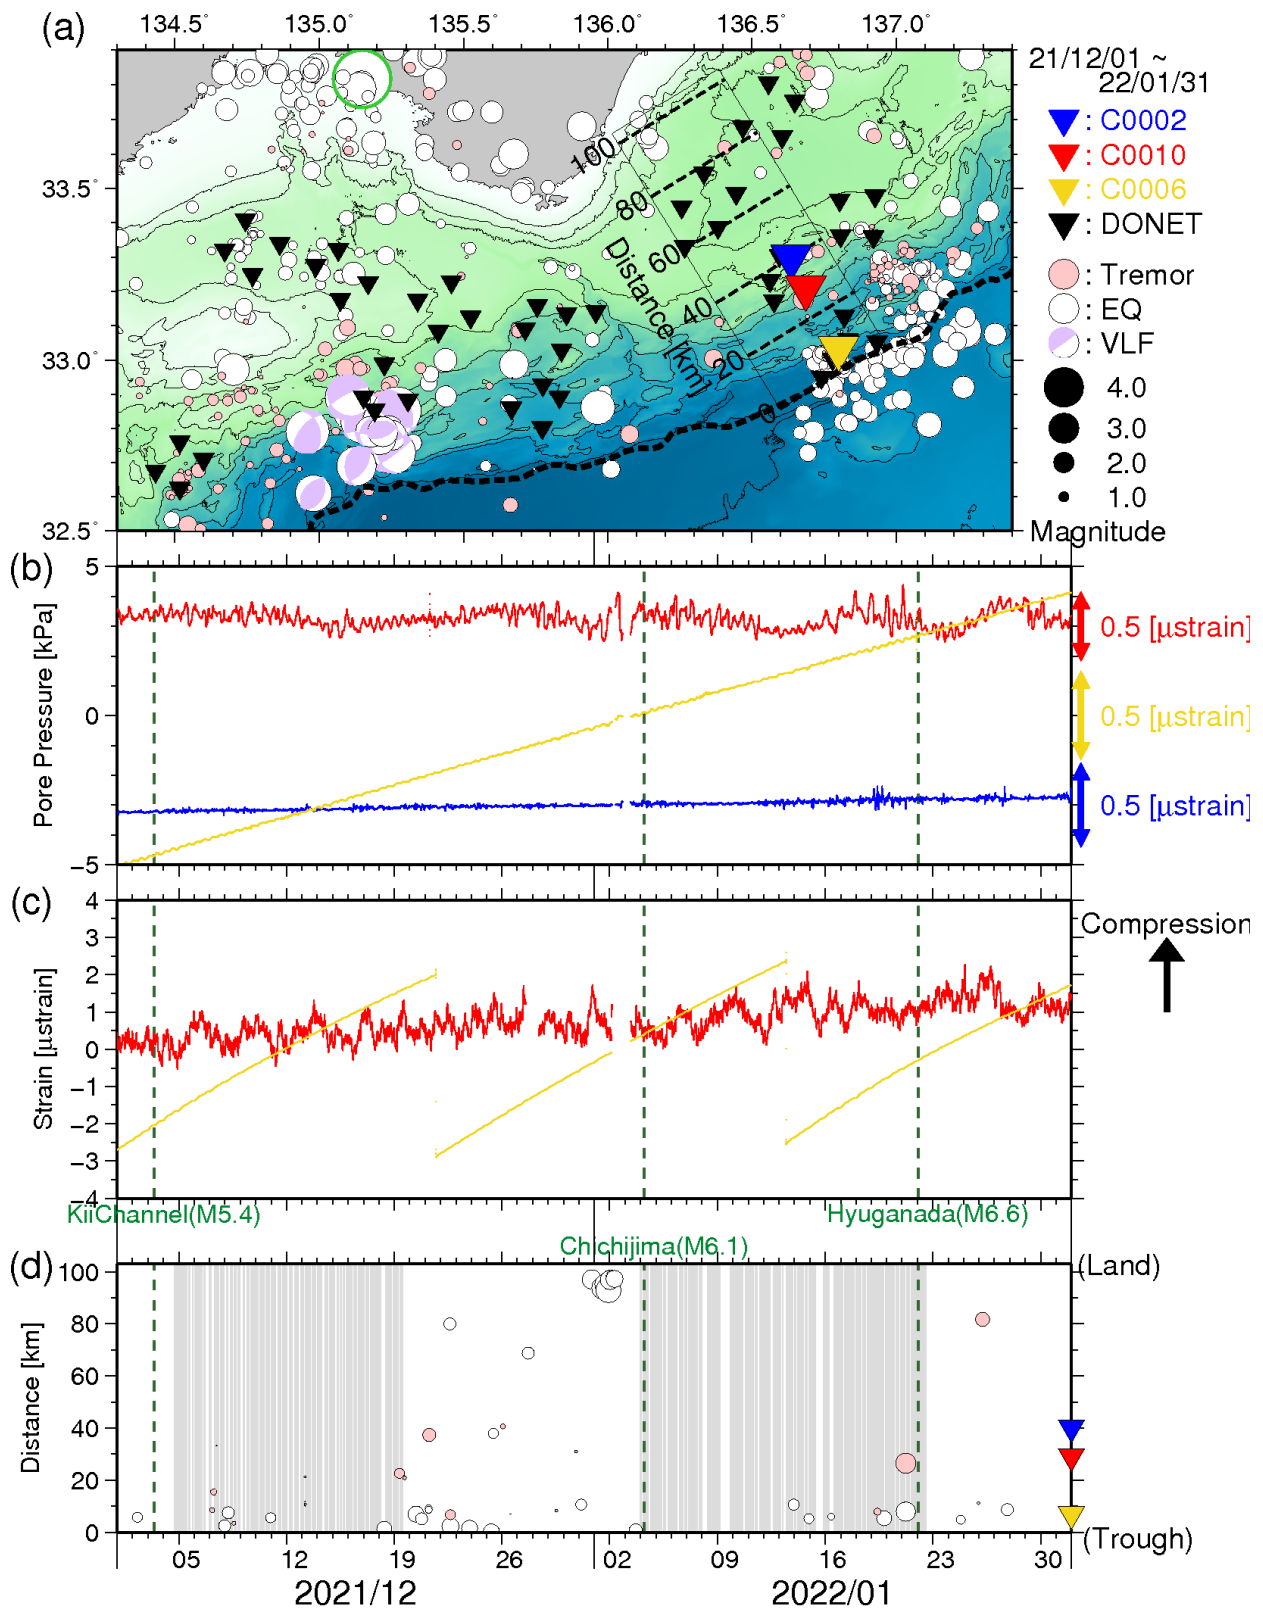 (a)
134.5°
135.0°
135.5°
136.0°
136.5°
137.0°
21/12/01 ~
22/01/31
: C0002
: C0010
: C0006
: DONET
: Tremor
: EQ
: VLF
4.0
3.0
2.0
1.0
Magnitude
33.5°
33.0°
32.5°
100
80
60
40
20
0
Distance [km]
(b)
Pore Pressure [kPa]
5
0
−5
0.5 [μstrain]
0.5 [μstrain]
0.5 [μstrain]
(c)
Strain [μstrain]
4
3
2
1
0
−1
−2
−3
−4
Compression
KiiChannel(M5.4)
Hyuganada(M6.6)
Chichijima(M6.1)
(d)
Distance [km]
100
80
60
40
20
0
(Land)
(Trough)
05
12
19
26
02
09
16
23
30
2021/12
2022/01